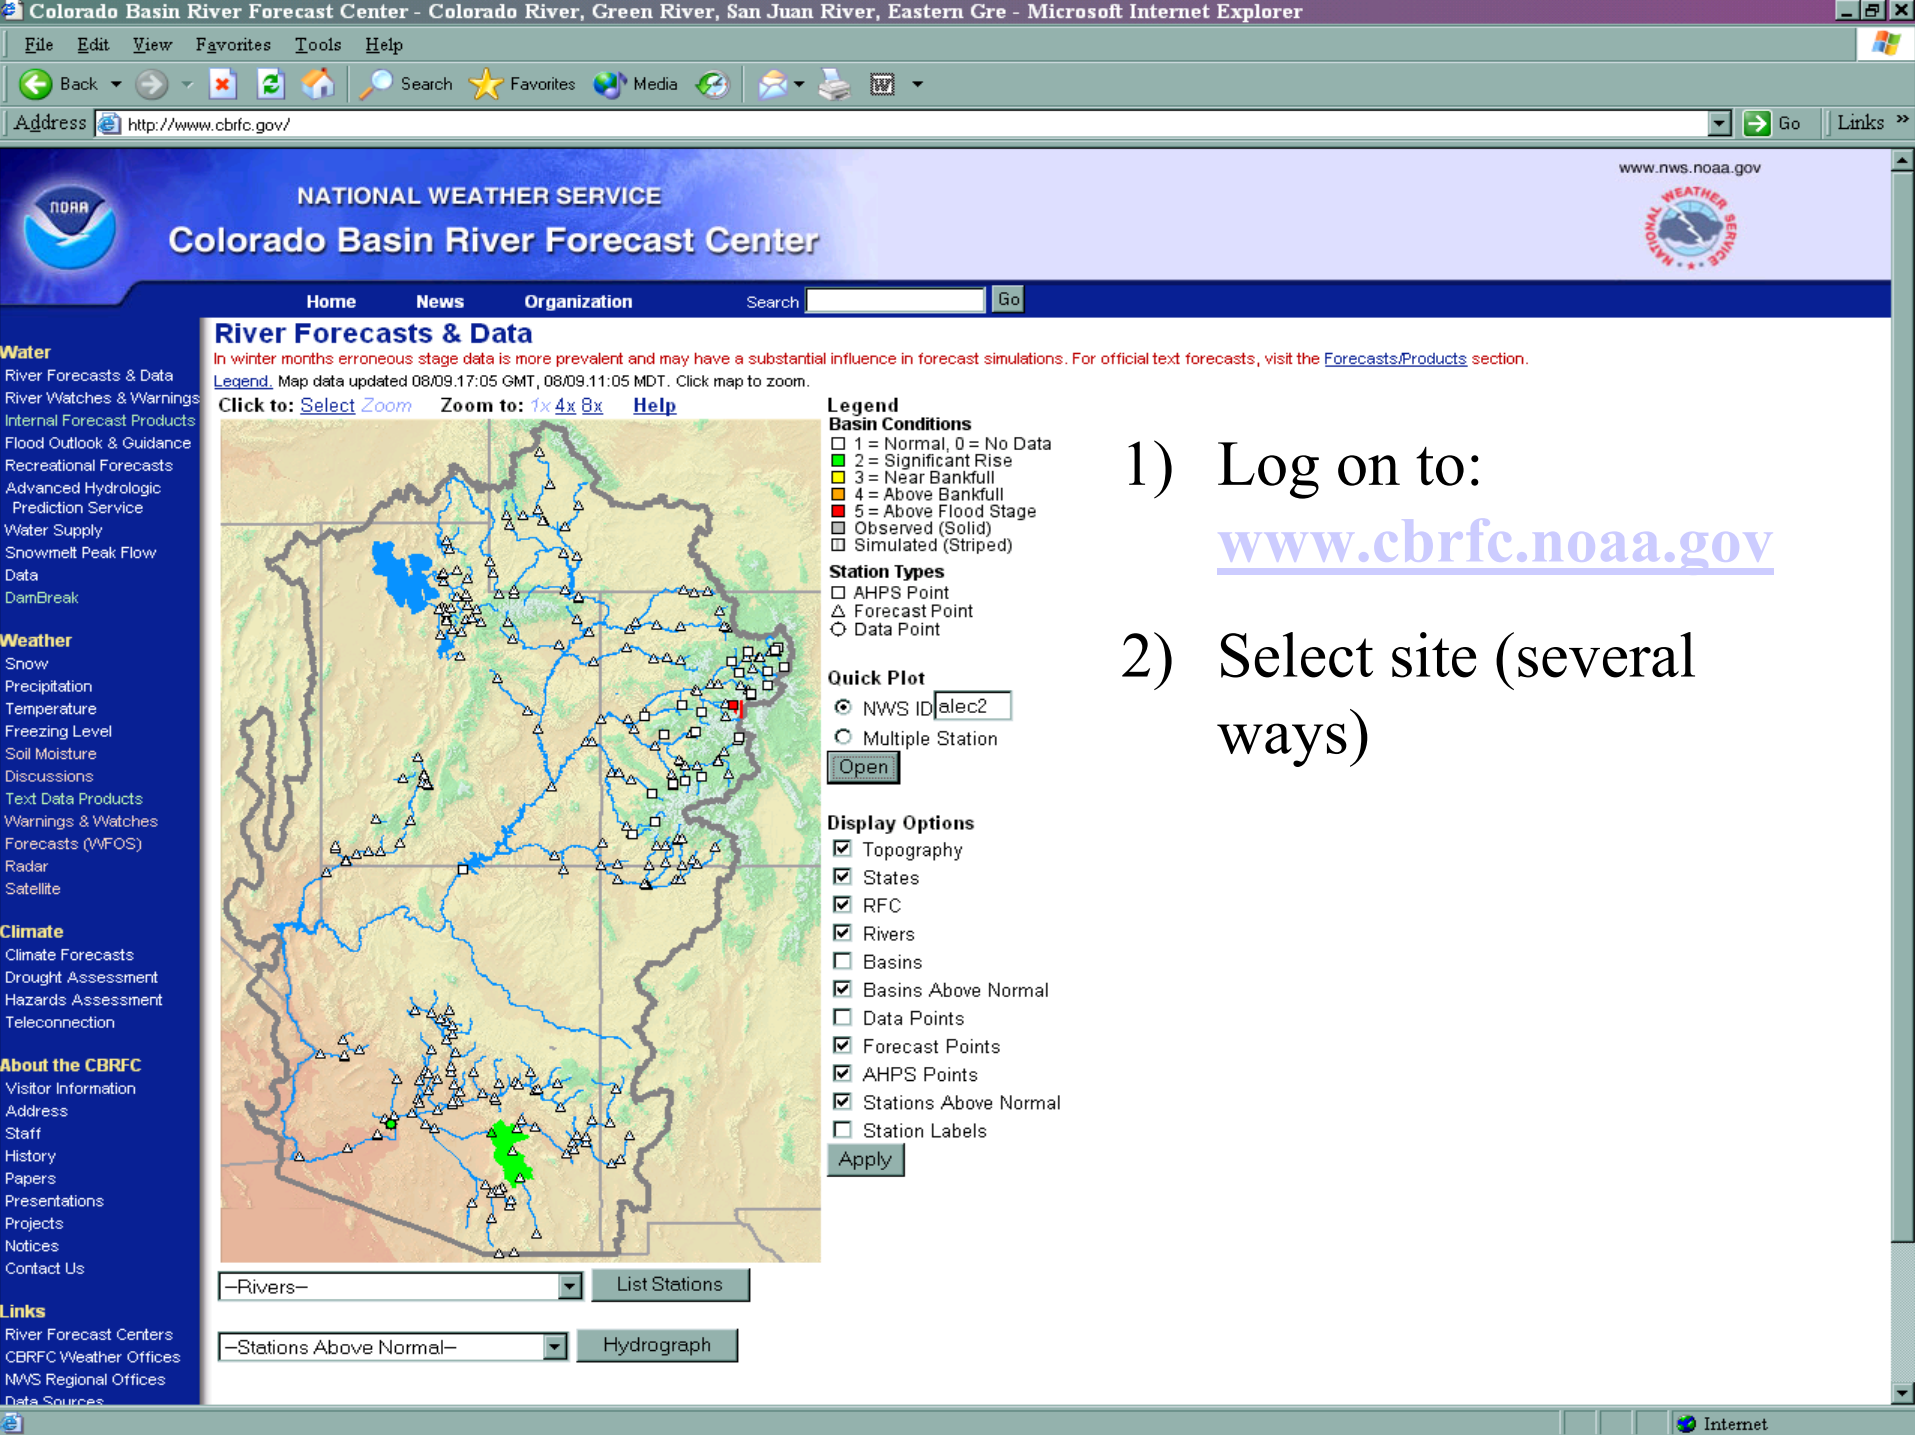 Colorado Basin River Forecast Center - Colorado River, Green River, San Juan River, Eastern Gre - Microsoft Internet Explorer
File Edit View Favorites Tools Help
Back Search Favorites Media
Address http://www.cbrfc.gov/ Go Links »
www.nws.noaa.gov
NOAA
NATIONAL WEATHER SERVICE
Colorado Basin River Forecast Center
NATIONAL WEATHER SERVICE
Home News Organization Search Go
Water
River Forecasts & Data
River Watches & Warnings
Internal Forecast Products
Flood Outlook & Guidance
Recreational Forecasts
Advanced Hydrologic
Prediction Service
Water Supply
Snowmelt Peak Flow
Data
DamBreak
Weather
Snow
Precipitation
Temperature
Freezing Level
Soil Moisture
Discussions
Text Data Products
Warnings & Watches
Forecasts (WFOS)
Radar
Satellite
Climate
Climate Forecasts
Drought Assessment
Hazards Assessment
Teleconnection
About the CBRFC
Visitor Information
Address
Staff
History
Papers
Presentations
Projects
Notices
Contact Us
Links
River Forecast Centers
CBRFC Weather Offices
NWS Regional Offices
Data Sources
River Forecasts & Data
In winter months erroneous stage data is more prevalent and may have a substantial influence in forecast simulations. For official text forecasts, visit the Forecasts/Products section.
Legend. Map data updated 08/09.17:05 GMT, 08/09.11:05 MDT. Click map to zoom.
Click to: Select Zoom Zoom to: 1x 4x 8x Help
Legend
Basin Conditions
1 = Normal, 0 = No Data
2 = Significant Rise
3 = Near Bankfull
4 = Above Bankfull
5 = Above Flood Stage
Observed (Solid)
Simulated (Striped)
Station Types
AHPS Point
Forecast Point
Data Point
Quick Plot
NWS ID alec2
Multiple Station
Open
Display Options
Topography
States
RFC
Rivers
Basins
Basins Above Normal
Data Points
Forecast Points
AHPS Points
Stations Above Normal
Station Labels
Apply
–Rivers– List Stations
–Stations Above Normal– Hydrograph
1) Log on to:
www.cbrfc.noaa.gov
2) Select site (several
ways)
Internet